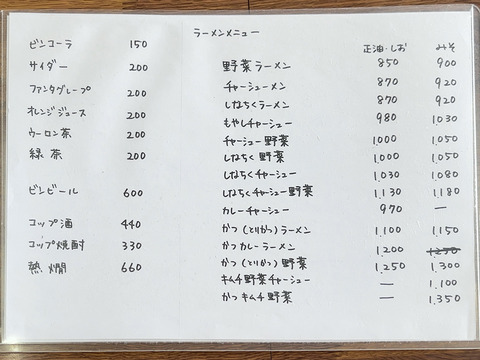 ビンコーラ 150
サイダー 200
ファンタグレープ 200
オレンジジュース 200
ウーロン茶 200
緑茶 200
ビンビール 600
コップ酒 440
コップ焼酎 330
熱燗 660
ラーメンメニュー
正油・しお みそ
野菜ラーメン 850 900
チャーシューメン 870 920
しなちくラーメン 870 920
もやしチャーシュー 980 1030
チャーシュー野菜 1.000 1.050
しなちく野菜 1.000 1.050
しなちくチャーシュー 1.030 1.080
しなちくチャーシュー野菜 1.130 1.180
カレーチャーシュー 970 ―
かつ(とりかつ)ラーメン 1.100 1.150
かつカレーラーメン 1.200 1250
かつ(とりかつ)野菜 1.250 1.300
キムチ野菜チャーシュー ― 1.100
かつキムチ野菜 ― 1.350